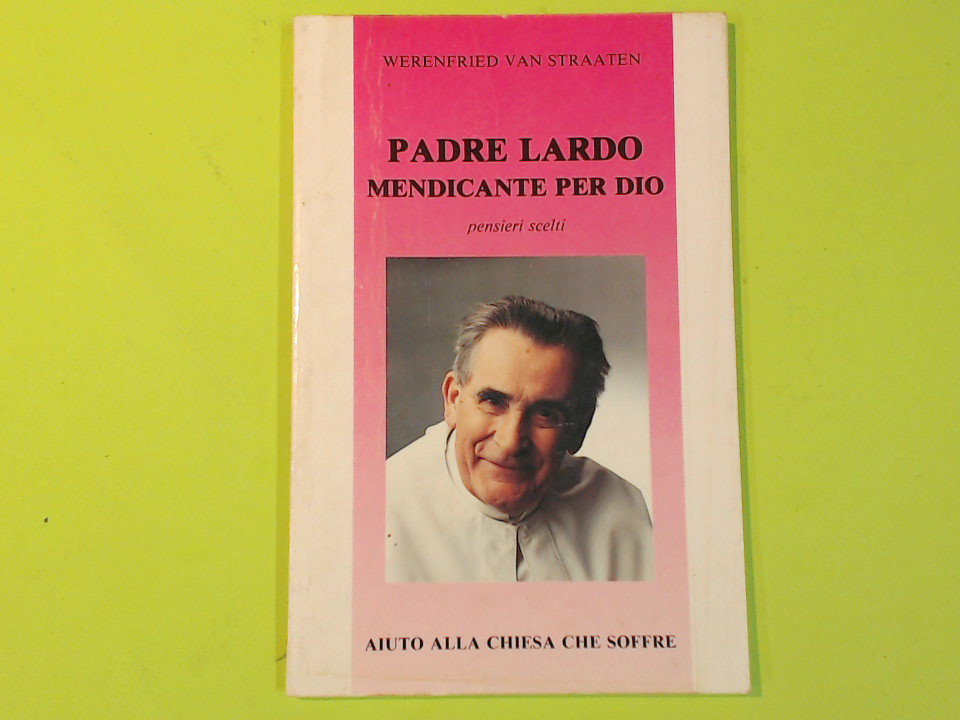 WERENFRIED VAN STRAATEN
PADRE LARDO
MENDICANTE PER DIO
pensieri scelti
AIUTO ALLA CHIESA CHE SOFFRE